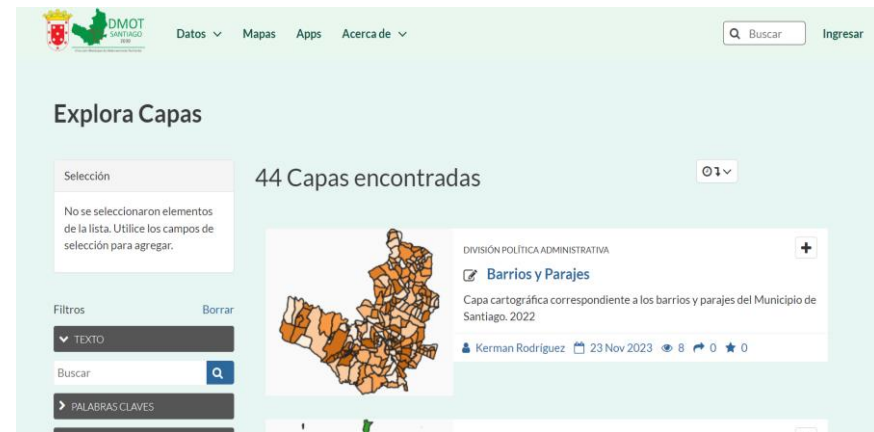 DMOT
SANTIAGO
Datos
Mapas
Apps
Acerca de
Buscar
Ingresar
Explora Capas
Selección
No se seleccionaron elementos
de la lista. Utilice los campos de
selección para agregar.
44 Capas encontradas
DIVISIÓN POLÍTICA ADMINISTRATIVA
Barrios y Parajes
Capa cartográfica correspondiente a los barrios y parajes del Municipio de
Santiago. 2022
Kerman Rodríguez 23 Nov 2023 8 0 0
Filtros
Borrar
TEXTO
Buscar
PALABRAS CLAVES